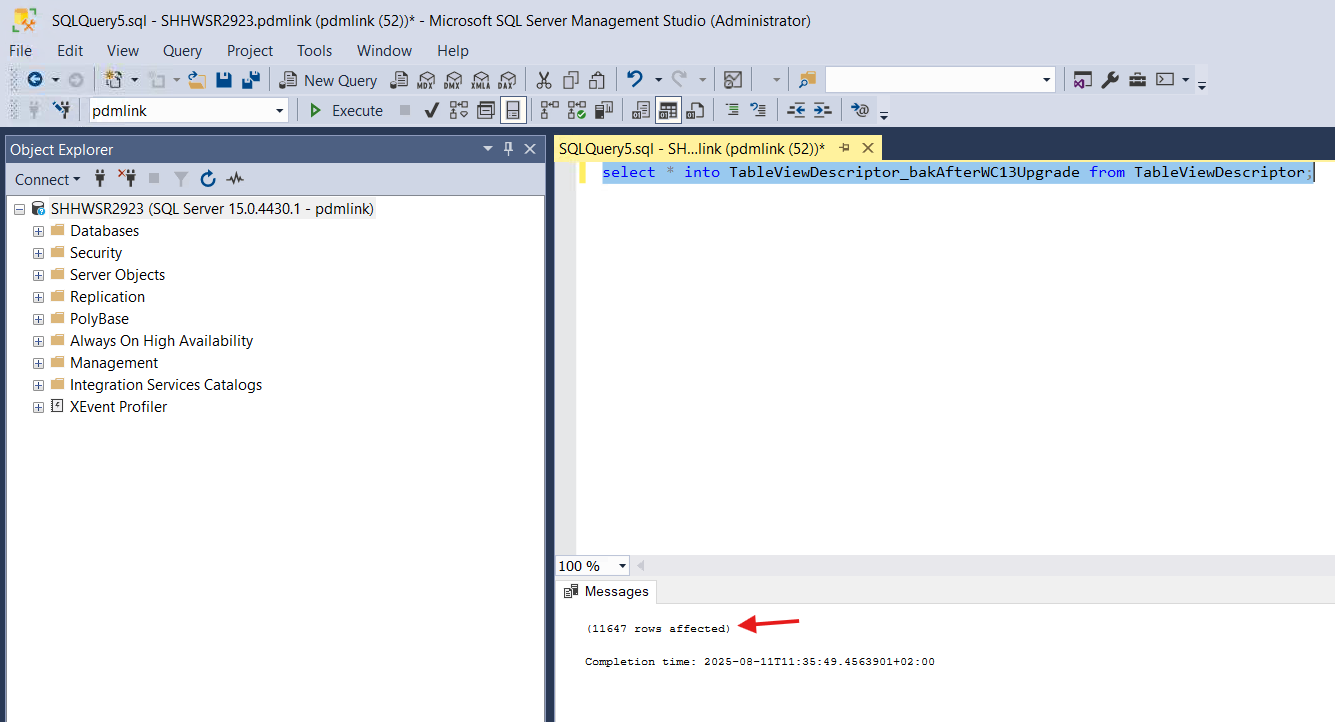 SQLQuery5.sql - SHHWSR2923.pdmlink (pdmlink (52))* - Microsoft SQL Server Management Studio (Administrator)
File Edit View Query Project Tools Window Help
New Query MDX DMX XMLA DAX
pdmlink Execute
Object Explorer
Connect
SHHWSR2923 (SQL Server 15.0.4430.1 - pdmlink)
Databases
Security
Server Objects
Replication
PolyBase
Always On High Availability
Management
Integration Services Catalogs
XEvent Profiler
SQLQuery5.sql - SH...link (pdmlink (52))*
select * into TableViewDescriptor_bakAfterWC13Upgrade from TableViewDescriptor;
100 %
Messages
(11647 rows affected)
Completion time: 2025-08-11T11:35:49.4563901+02:00